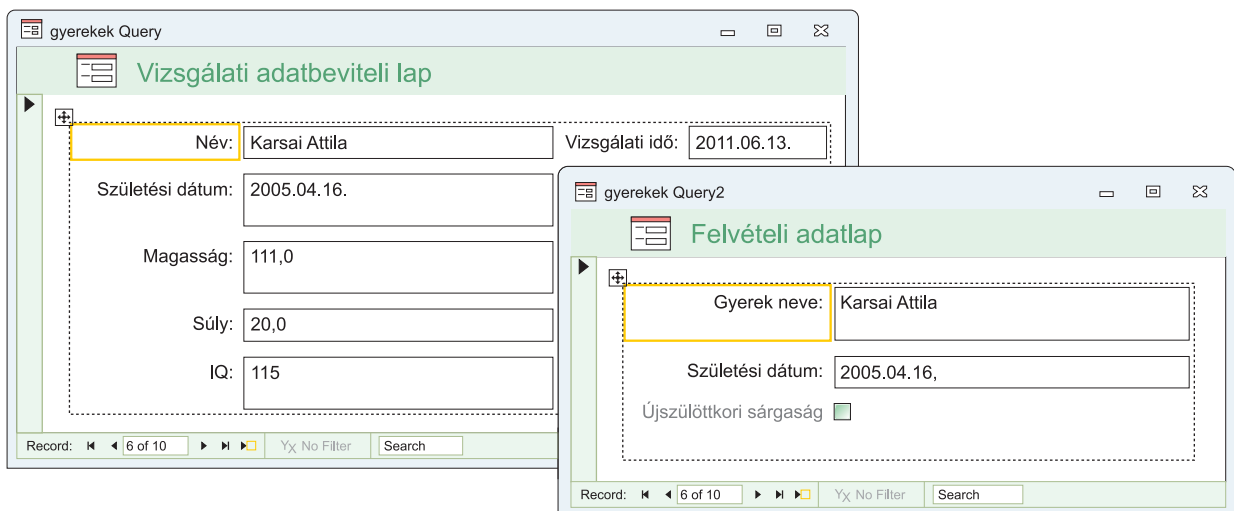 gyerekek Query
Vizsgálati adatbeviteli lap
Név: Karsai Attila Vizsgálati idő: 2011.06.13.
Születési dátum: 2005.04.16.
Magasság: 111,0
Súly: 20,0
IQ: 115
Record: 6 of 10 No Filter Search
gyerekek Query2
Felvételi adatlap
Gyerek neve: Karsai Attila
Születési dátum: 2005.04.16,
Újszülöttkori sárgaság
Record: 6 of 10 No Filter Search